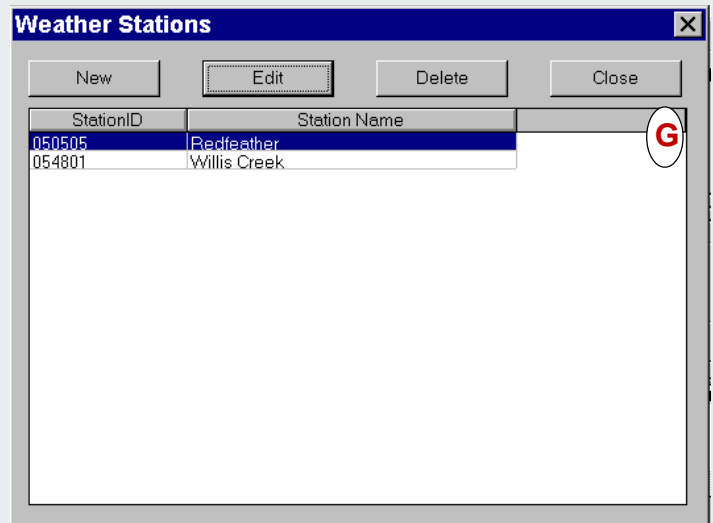 Weather Stations
New Edit Delete Close
StationID Station Name
G
050505 Redfeather
054801 Willis Creek